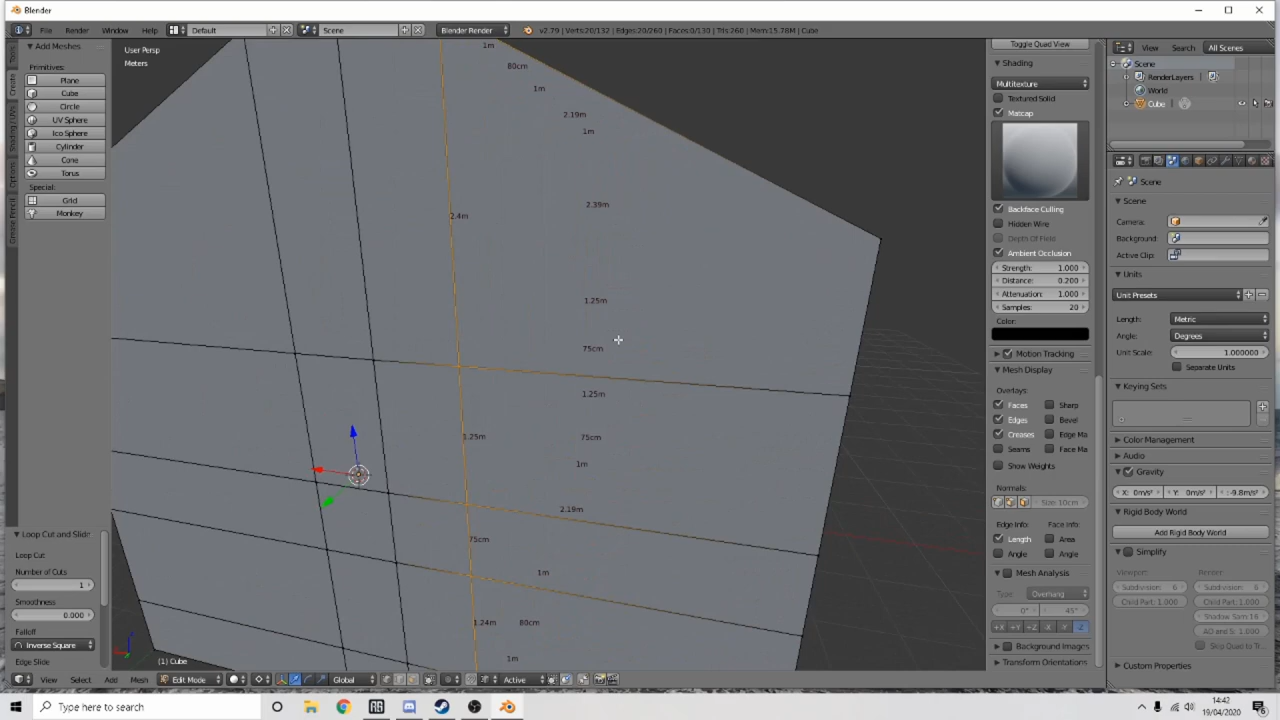 Blender
File Render Window Help Default Scene Blender Render v2.79 | Verts:20/132 | Edges:20/260 | Faces:0/130 | Tris:260 | Mem:15.78M | Cube
Tools
Create
Shading / UVs
Options
Grease Pencil
Add Meshes
Primitives:
Plane
Cube
Circle
UV Sphere
Ico Sphere
Cylinder
Cone
Torus
Special:
Grid
Monkey
Loop Cut and Slide
Loop Cut
Number of Cuts
1
Smoothness
0.000
Falloff
Inverse Square
Edge Slide
User Persp
Meters
1m
80cm
1m
2.19m
1m
2.39m
2.4m
1.25m
75cm
1.25m
1.25m
75cm
1m
2.19m
75cm
1m
1.24m
80cm
1m
(1) Cube
View Select Add Mesh Edit Mode Global Active
Toggle Quad View
Shading
Multitexture
Textured Solid
Matcap
Backface Culling
Hidden Wire
Depth Of Field
Ambient Occlusion
Strength: 1.000
Distance: 0.200
Attenuation: 1.000
Samples: 20
Color:
Motion Tracking
Mesh Display
Overlays:
Faces Sharp
Edges Bevel
Creases Edge Ma
Seams Face Ma
Show Weights
Normals:
Size: 10cm
Edge Info: Face Info:
Length Area
Angle Angle
Mesh Analysis
Type: Overhang
0° 45°
+X +Y +Z -X -Y -Z
Background Images
Transform Orientations
View Search All Scenes
Scene
RenderLayers
World
Cube
Scene
Scene
Camera:
Background:
Active Clip:
Units
Unit Presets
Length: Metric
Angle: Degrees
Unit Scale: 1.000000
Separate Units
Keying Sets
Color Management
Audio
Gravity
X: 0m/s² Y: 0m/s² : -9.8m/s²
Rigid Body World
Add Rigid Body World
Simplify
Viewport: Render:
Subdivision: 6 Subdivision: 6
Child Part: 1.000 Child Part: 1.000
Shadow Sam: 16
AO and S: 1.000
Skip Quad to Tr...
Custom Properties
Type here to search
14:42
19/04/2020